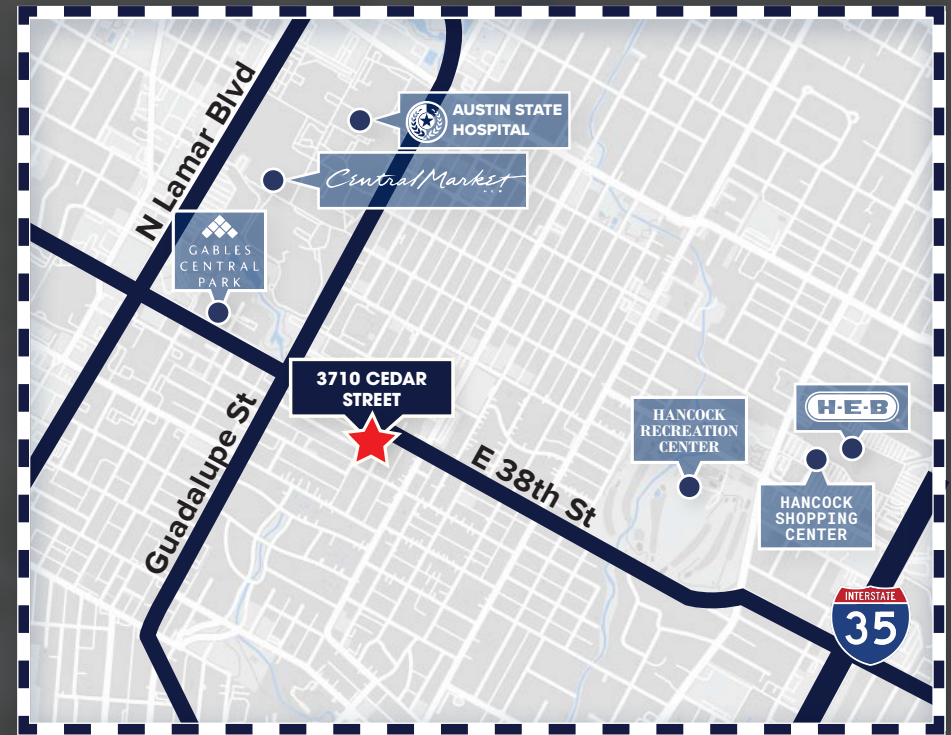 N Lamar Blvd
AUSTIN STATE
HOSPITAL
Central Market
GABLES
CENTRAL
PARK
3710 CEDAR
STREET
Guadalupe St
E 38th St
HANCOCK
RECREATION
CENTER
H-E-B
HANCOCK
SHOPPING
CENTER
INTERSTATE
35